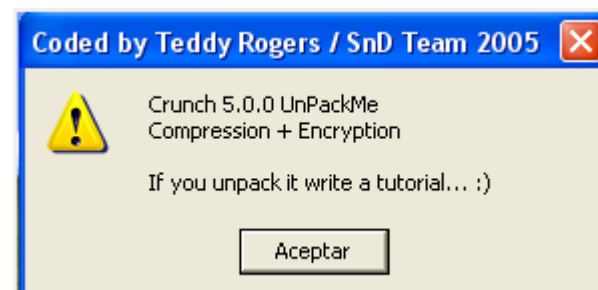 Coded by Teddy Rogers / SnD Team 2005
Crunch 5.0.0 UnPackMe
Compression + Encryption
If you unpack it write a tutorial... :)
Aceptar